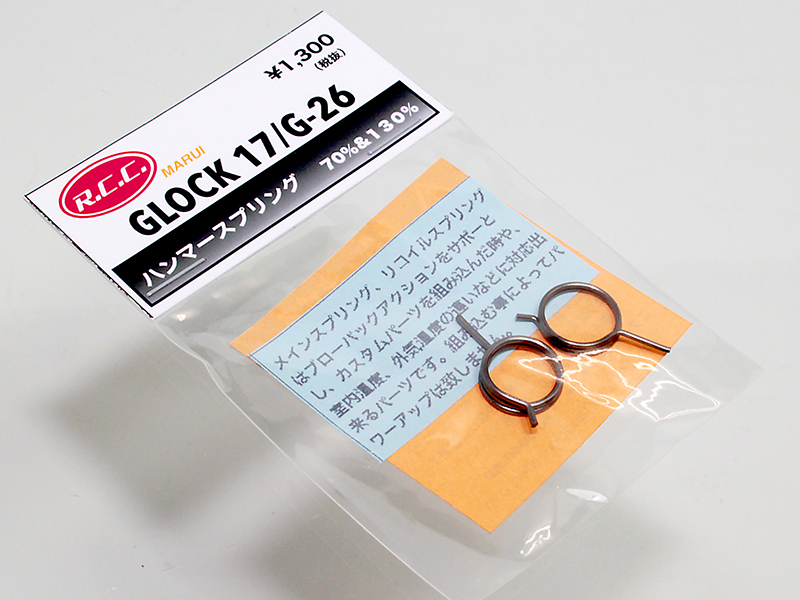 ¥1,300
(税抜)
R.C.C.
MARUI
GLOCK 17/G-26
ハンマースプリング 70%&130%
メインスプリング、リコイルスプリング
はブローバックアクションをサポーと
し、カスタムパーツを組み込んだ時や、
室内温度、外気温度の違いなどに対応出
来るパーツです。組み込む事によってパ
ワーアップは致しません。